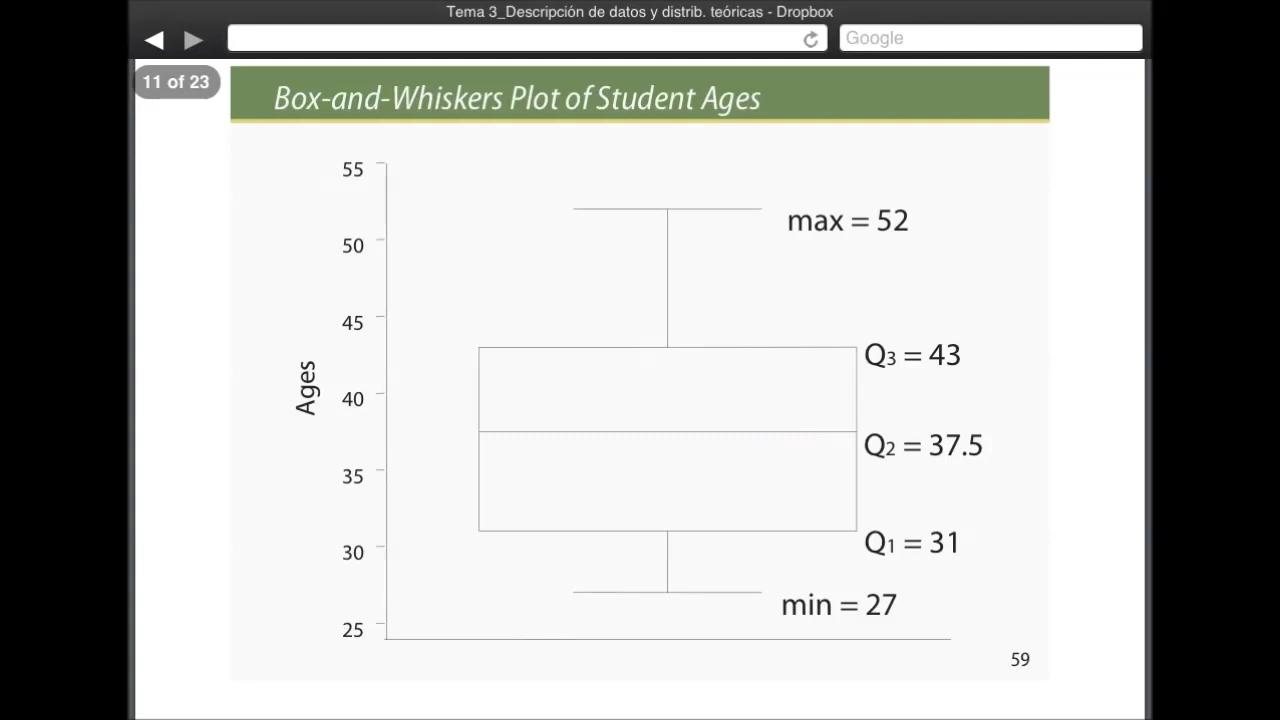 Tema 3_Descripción de datos y distrib. teóricas - Dropbox
Google
11 of 23
Box-and-Whiskers Plot of Student Ages
55
50
45
40
35
30
25
Ages
max = 52
Q3 = 43
Q2 = 37.5
Q1 = 31
min = 27
59